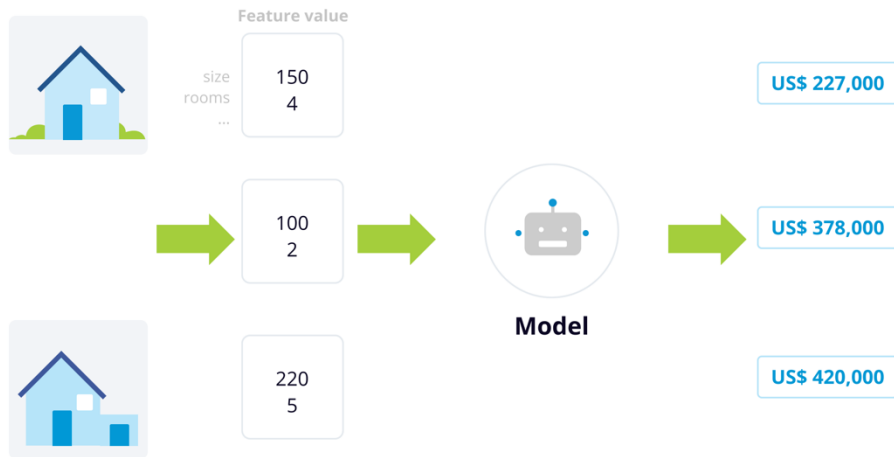 Feature value
size
rooms
...
150
4
US$ 227,000
100
2
US$ 378,000
Model
220
5
US$ 420,000